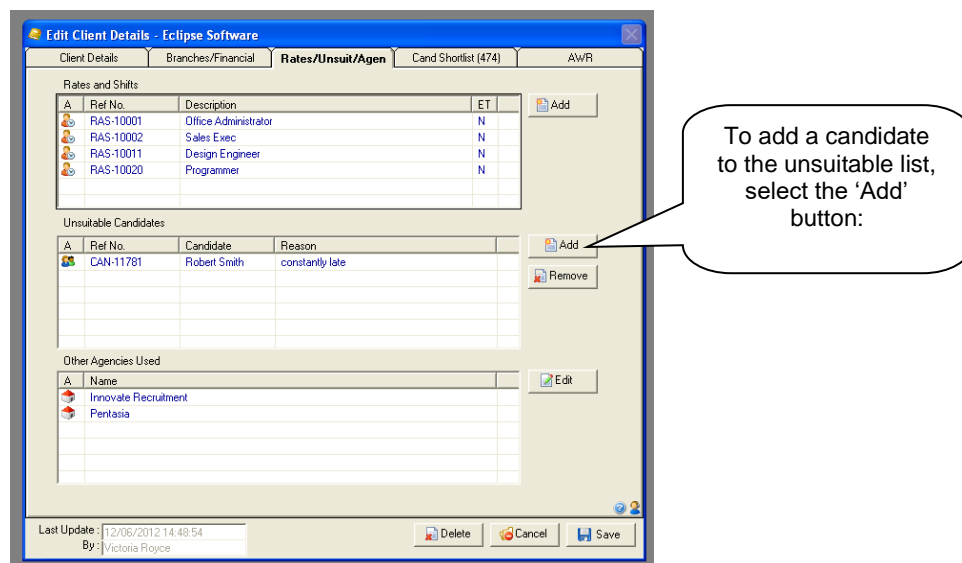 Edit Client Details - Eclipse Software
Client Details Branches/Financial Rates/Unsuit/Agen Cand Shortlist (474) AWR
Rates and Shifts
A Ref No. Description ET
RAS-10001 Office Administrator N
RAS-10002 Sales Exec N
RAS-10011 Design Engineer N
RAS-10020 Programmer N
Add
Unsuitable Candidates
A Ref No. Candidate Reason
CAN-11781 Robert Smith constantly late
Add
Remove
Other Agencies Used
A Name
Innovate Recruitment
Pentasia
Edit
Last Update : 12/06/2012 14:48:54
By : Victoria Royce
Delete Cancel Save
To add a candidate
to the unsuitable list,
select the ‘Add’
button: